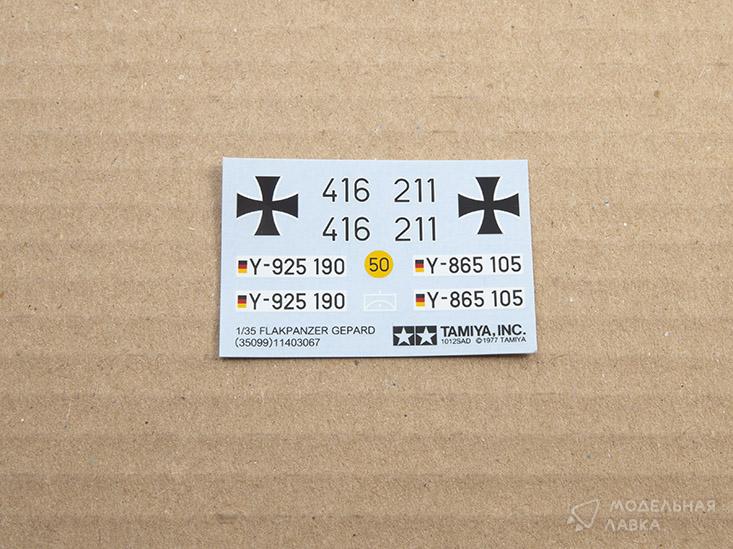 416 211
416 211
Y-925 190 50 Y-865 105
Y-925 190 Y-865 105
1/35 FLAKPANZER GEPARD
(35099)11403067
TAMIYA, INC.
1012SAD ©1977 TAMIYA
МОДЕЛЬНАЯ
ЛАВКА